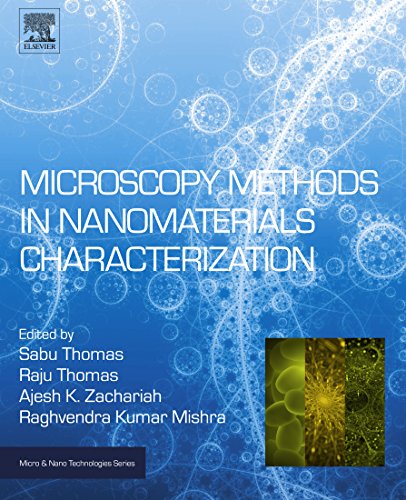 ELSEVIER
MICROSCOPY METHODS
IN NANOMATERIALS
CHARACTERIZATION
Edited by
Sabu Thomas
Raju Thomas
Ajesh K. Zachariah
Raghvendra Kumar Mishra
Micro & Nano Technologies Series